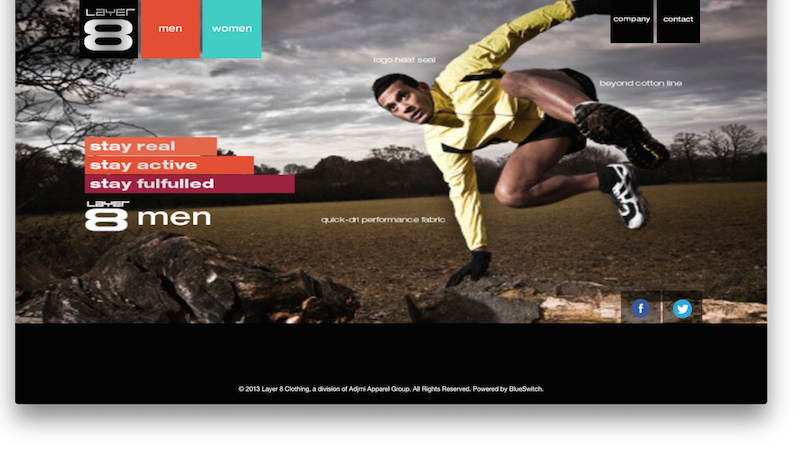 LAYER
8
men
women
company
contact
logo heat seal
beyond cotton line
stay real
stay active
stay fulfulled
LAYER
8 men
quick-dri performance fabric
f
© 2013 Layer 8 Clothing, a division of Adjmi Apparel Group. All Rights Reserved. Powered by BlueSwitch.